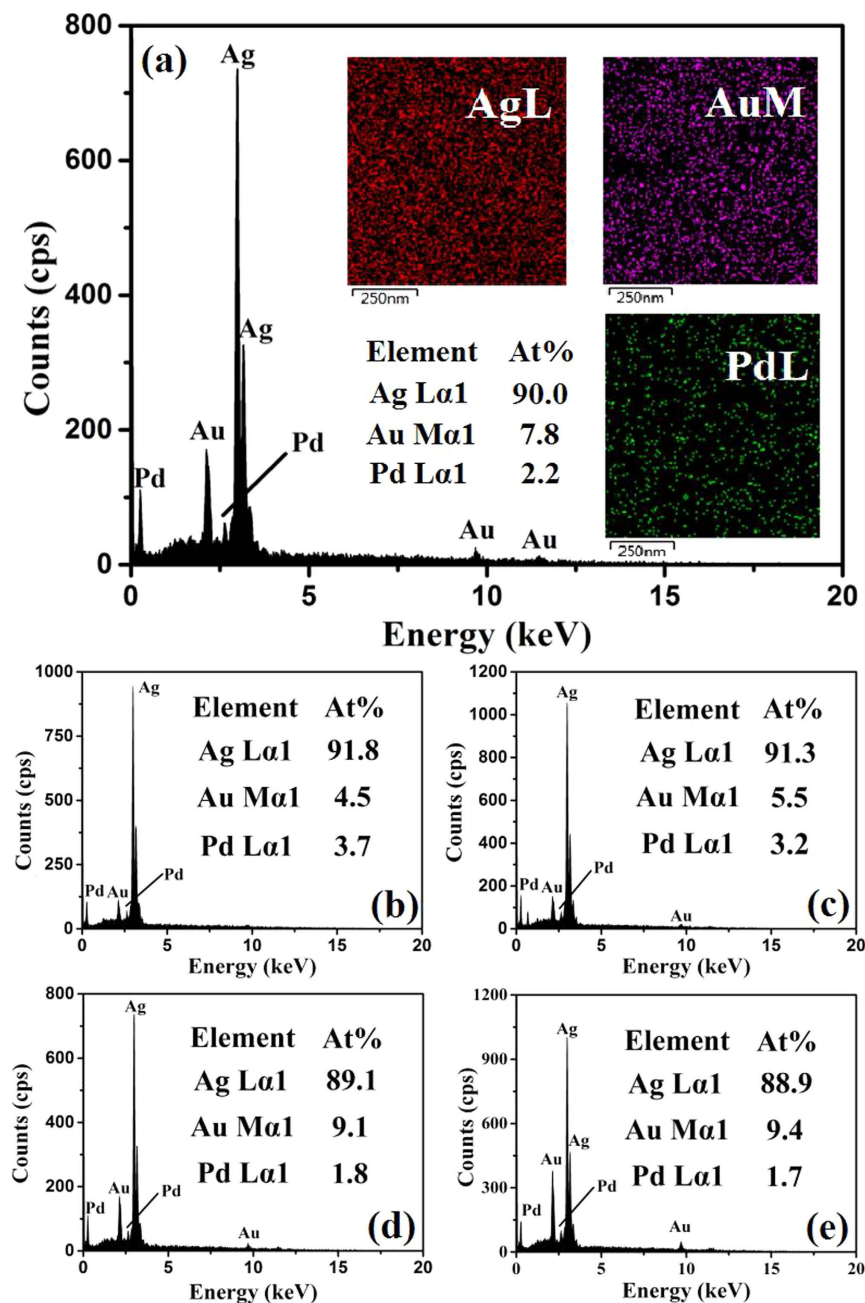 (a)
800
600
400
200
0
Counts (cps)
Ag
Ag
Au
Pd
Pd
Au
Au
AgL
250nm
AuM
250nm
PdL
250nm
Element At%
Ag Lα1 90.0
Au Mα1 7.8
Pd Lα1 2.2
0 5 10 15 20
Energy (keV)
1000
750
500
250
0
Counts (cps)
Ag
Element At%
Ag Lα1 91.8
Au Mα1 4.5
Pd Lα1 3.7
Pd Au Pd
(b)
0 5 10 15 20
Energy (keV)
1200
1000
800
600
400
200
0
Counts (cps)
Ag
Element At%
Ag Lα1 91.3
Au Mα1 5.5
Pd Lα1 3.2
Pd Au Pd
Au
(c)
0 5 10 15 20
Energy (keV)
800
600
400
200
0
Counts (cps)
Ag
Element At%
Ag Lα1 89.1
Au Mα1 9.1
Pd Lα1 1.8
Pd Au Pd
Au
(d)
0 5 10 15 20
Energy (keV)
1200
900
600
300
0
Counts (cps)
Ag
Element At%
Ag Lα1 88.9
Au Mα1 9.4
Pd Lα1 1.7
Ag
Au
Pd
Pd
Au
(e)
0 5 10 15 20
Energy (keV)